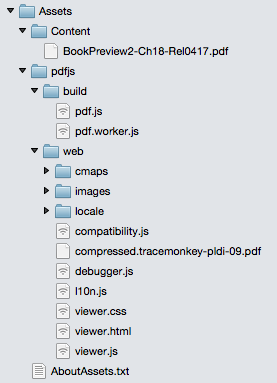 Assets
Content
BookPreview2-Ch18-Rel0417.pdf
pdfjs
build
pdf.js
pdf.worker.js
web
cmaps
images
locale
compatibility.js
compressed.tracemonkey-pldi-09.pdf
debugger.js
l10n.js
viewer.css
viewer.html
viewer.js
AboutAssets.txt